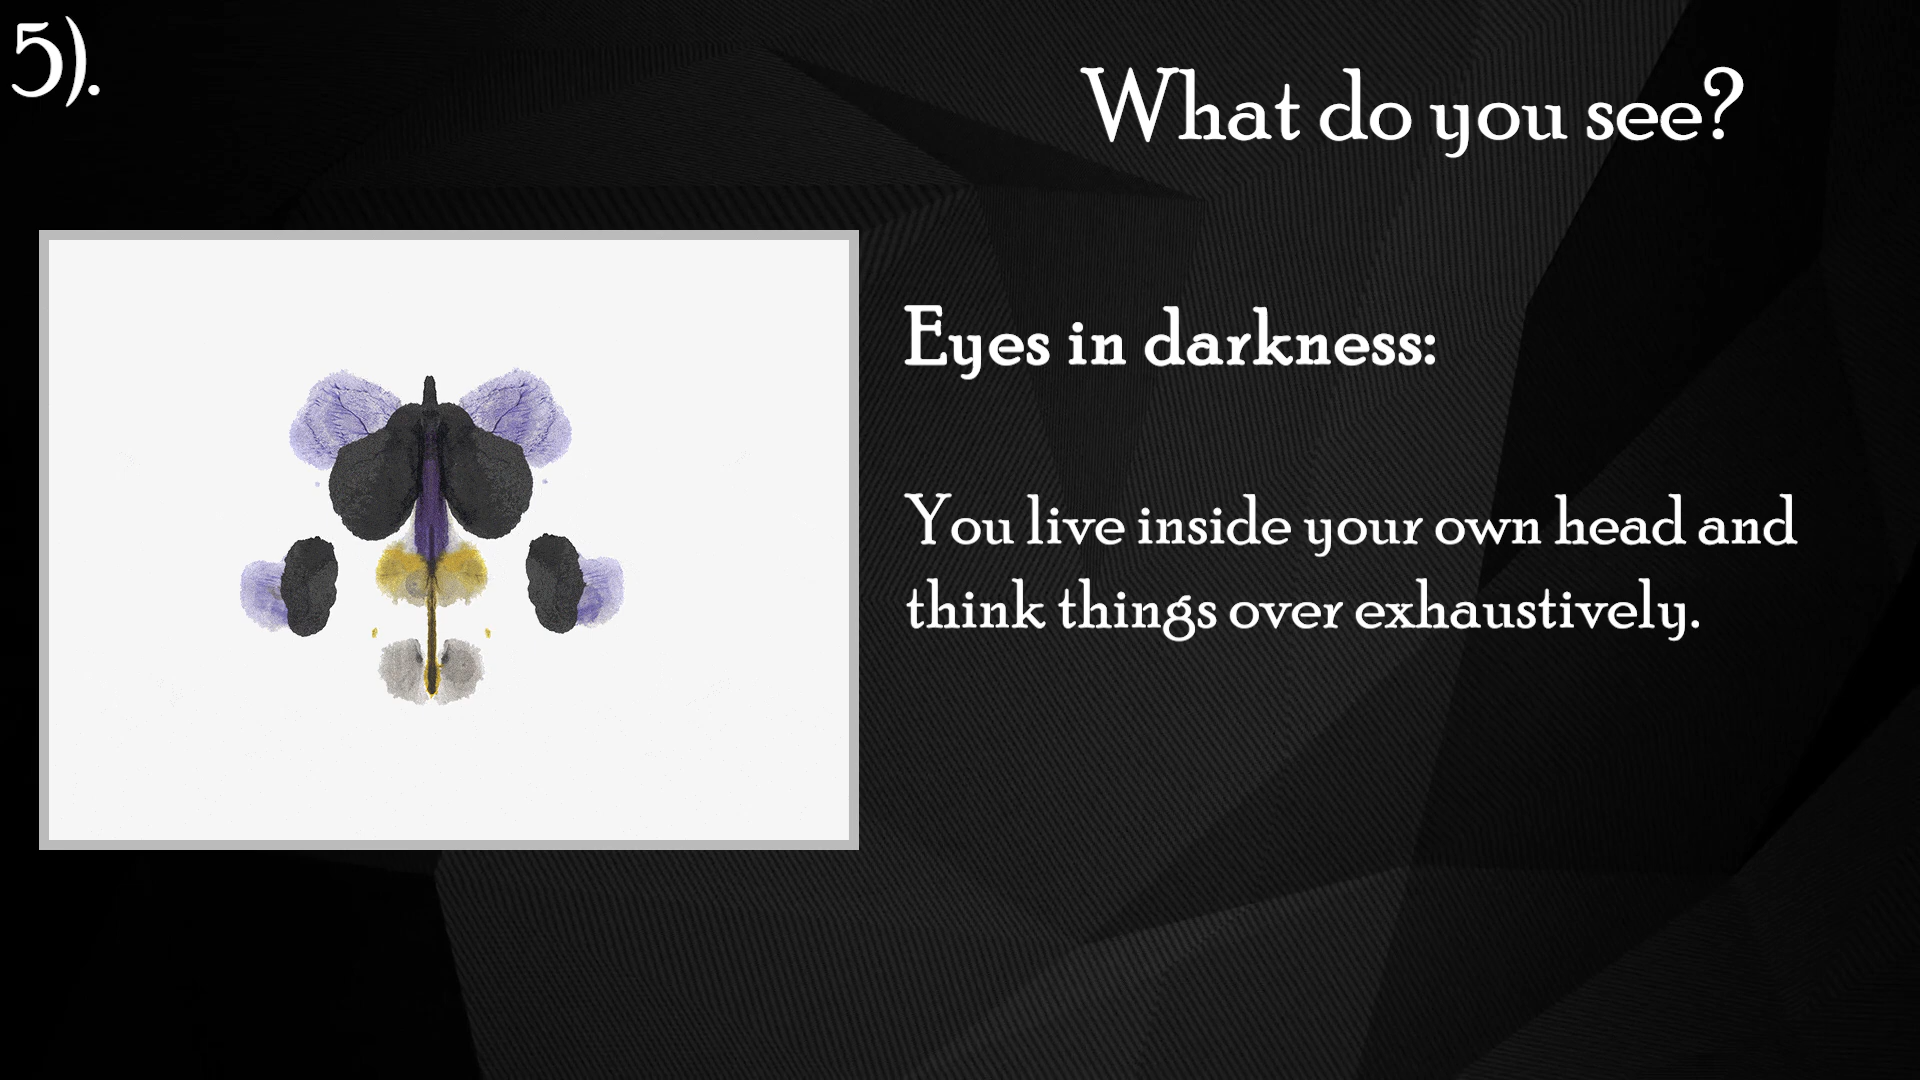 5).
What do you see?
Eyes in darkness:
You live inside your own head and
think things over exhaustively.